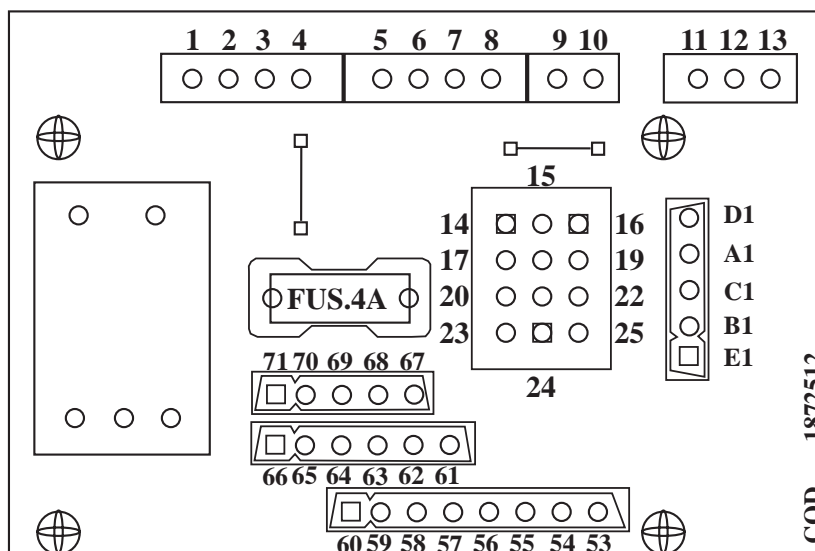 1 2 3 4 5 6 7 8 9 10 11 12 13
15
14 16 D1
17 19 A1
20 22 C1
FUS.4A
23 25 B1
E1
71 70 69 68 67
24
66 65 64 63 62 61
60 59 58 57 56 55 54 53
COD. 1872512